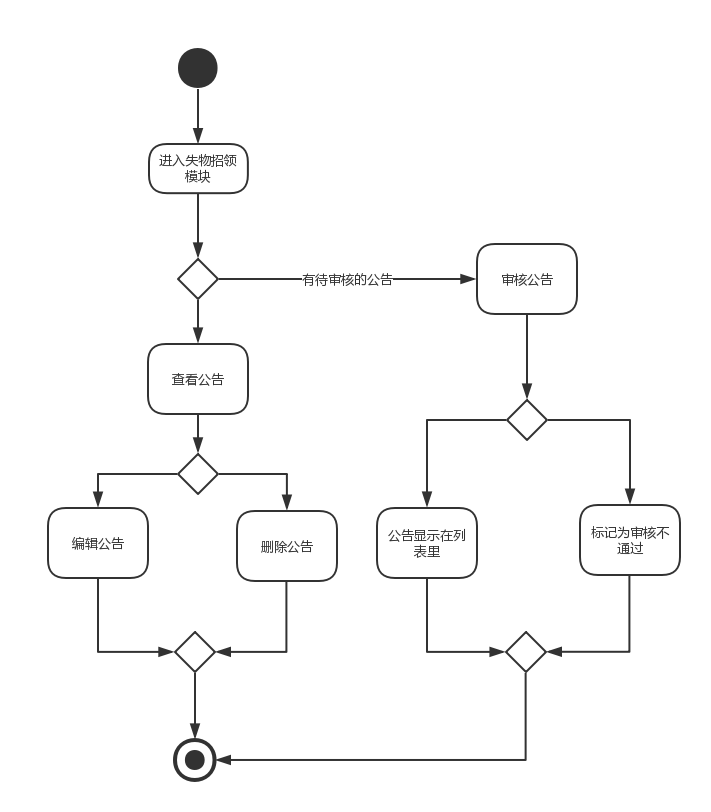 进入失物招领
模块
有待审核的公告
审核公告
查看公告
编辑公告
删除公告
公告显示在列
表里
标记为审核不
通过